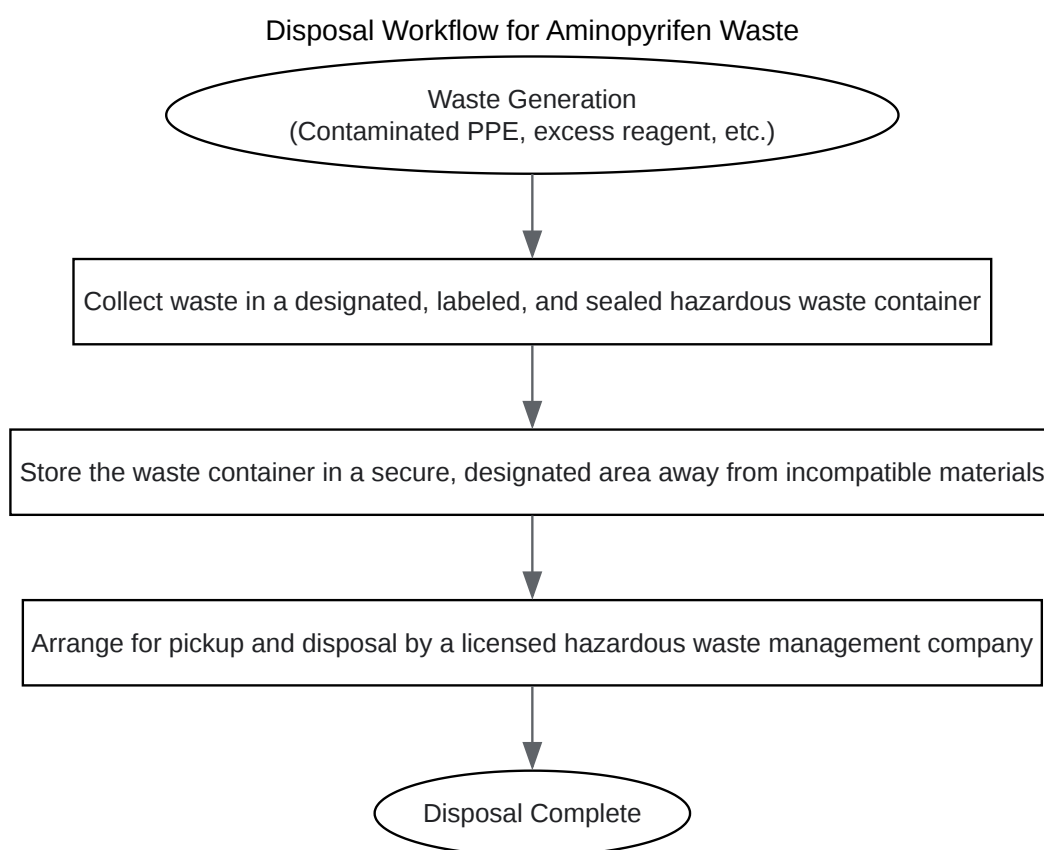 Disposal Workflow for Aminopyrifen Waste
Waste Generation
(Contaminated PPE, excess reagent, etc.)
Collect waste in a designated, labeled, and sealed hazardous waste container
Store the waste container in a secure, designated area away from incompatible materials
Arrange for pickup and disposal by a licensed hazardous waste management company
Disposal Complete